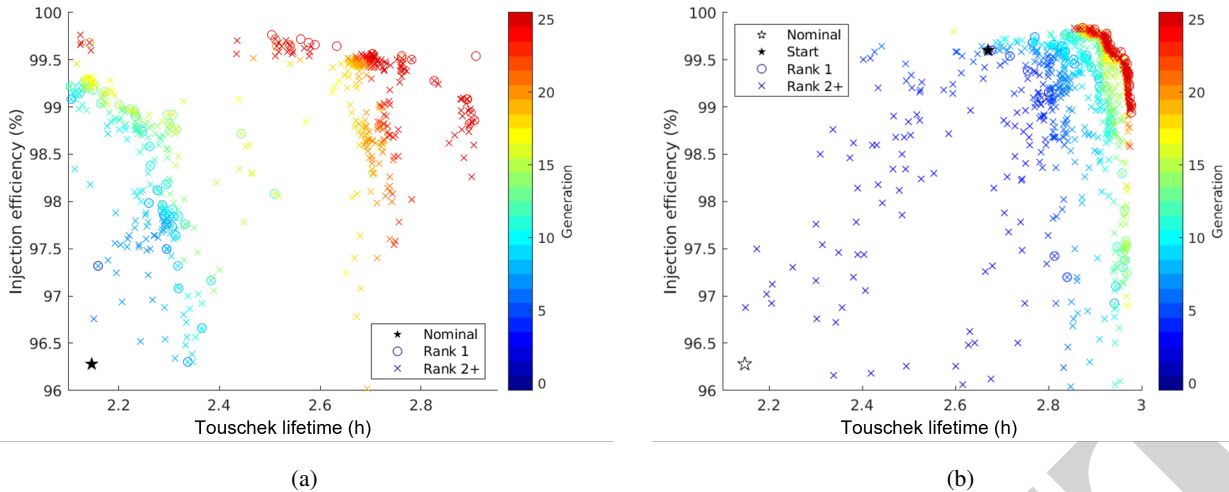 100
99.5
99
98.5
98
97.5
97
96.5
96
Injection efficiency (%)
2.2
2.4
2.6
2.8
Touschek lifetime (h)
Nominal
Rank 1
Rank 2+
25
20
15
10
5
0
Generation
(a)
100
99.5
99
98.5
98
97.5
97
96.5
96
Injection efficiency (%)
2.2
2.4
2.6
2.8
3
Touschek lifetime (h)
Nominal
Start
Rank 1
Rank 2+
25
20
15
10
5
0
Generation
(b)